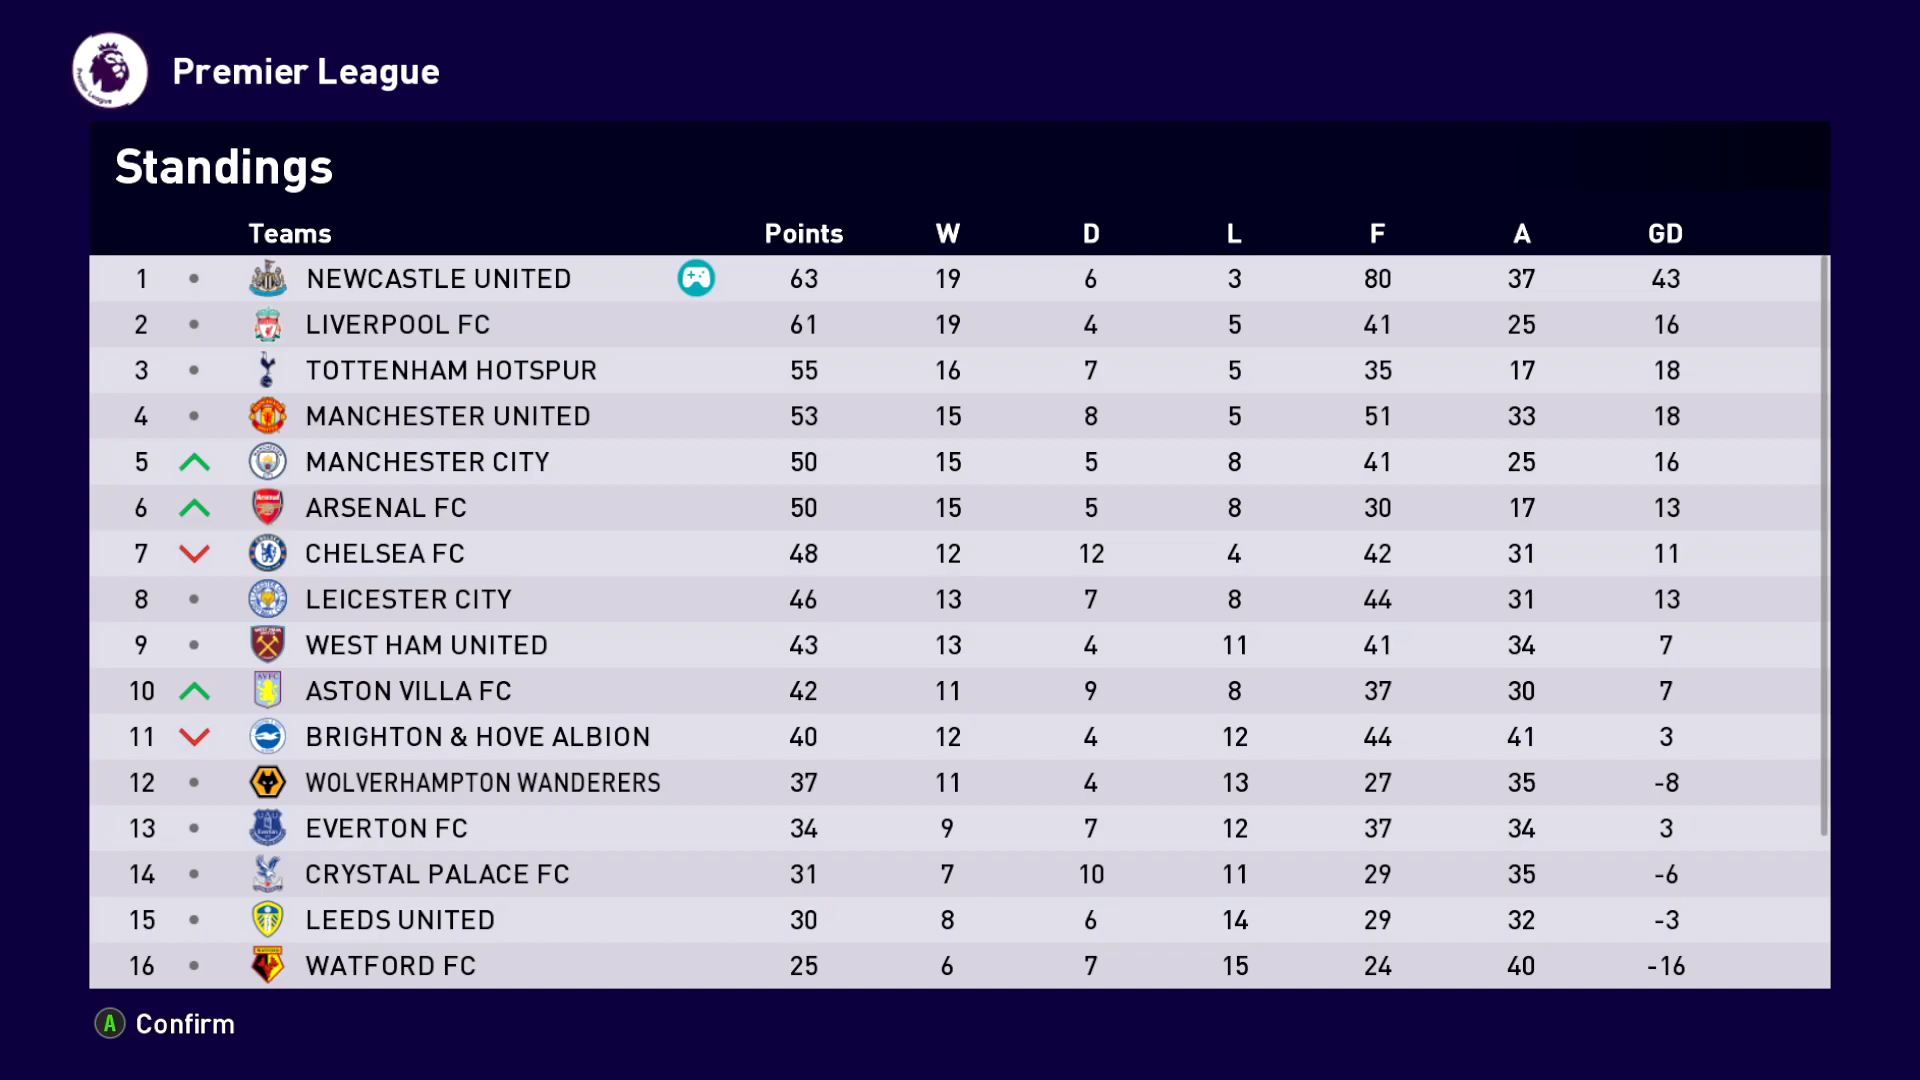 Premier League
Standings
Teams Points W D L F A GD
1 NEWCASTLE UNITED 63 19 6 3 80 37 43
2 LIVERPOOL FC 61 19 4 5 41 25 16
3 TOTTENHAM HOTSPUR 55 16 7 5 35 17 18
4 MANCHESTER UNITED 53 15 8 5 51 33 18
5 MANCHESTER CITY 50 15 5 8 41 25 16
6 ARSENAL FC 50 15 5 8 30 17 13
7 CHELSEA FC 48 12 12 4 42 31 11
8 LEICESTER CITY 46 13 7 8 44 31 13
9 WEST HAM UNITED 43 13 4 11 41 34 7
10 ASTON VILLA FC 42 11 9 8 37 30 7
11 BRIGHTON & HOVE ALBION 40 12 4 12 44 41 3
12 WOLVERHAMPTON WANDERERS 37 11 4 13 27 35 -8
13 EVERTON FC 34 9 7 12 37 34 3
14 CRYSTAL PALACE FC 31 7 10 11 29 35 -6
15 LEEDS UNITED 30 8 6 14 29 32 -3
16 WATFORD FC 25 6 7 15 24 40 -16
A Confirm